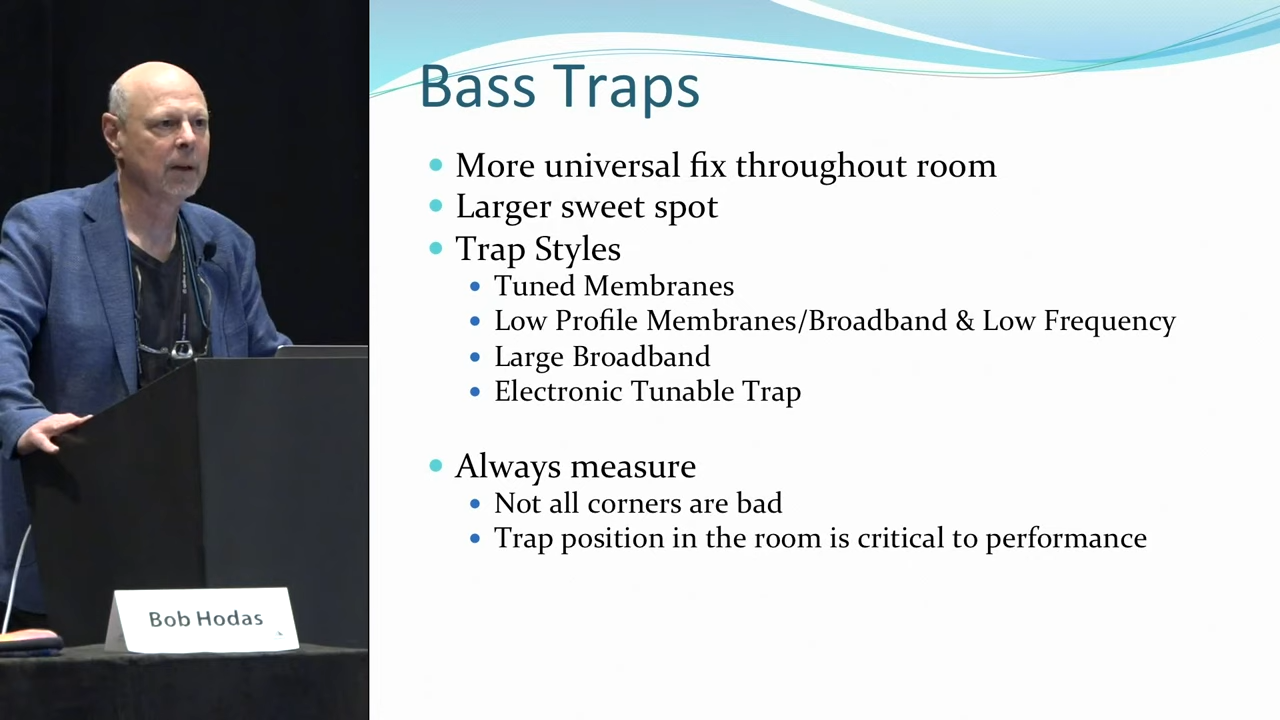 Bass Traps
More universal fix throughout room
Larger sweet spot
Trap Styles
Tuned Membranes
Low Profile Membranes/Broadband & Low Frequency
Large Broadband
Electronic Tunable Trap
Always measure
Not all corners are bad
Trap position in the room is critical to performance
Bob Hodas